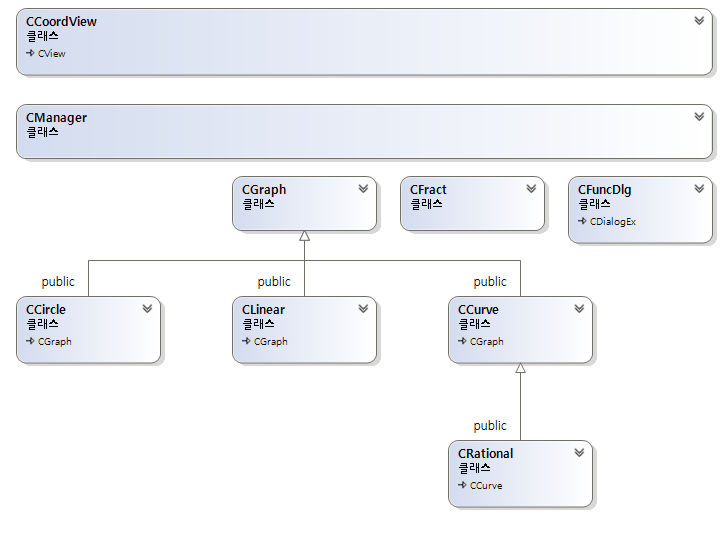 CCoordView
클래스
CView
CManager
클래스
CGraph
클래스
CFract
클래스
CFuncDlg
클래스
CDialogEx
public
public
public
CCircle
클래스
CGraph
CLinear
클래스
CGraph
CCurve
클래스
CGraph
public
CRational
클래스
CCurve